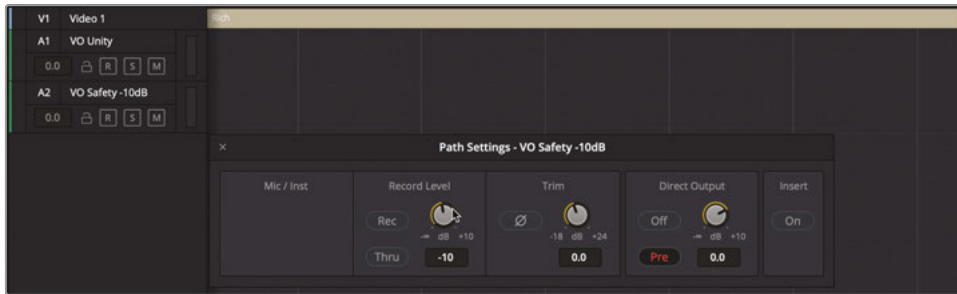 V1 Video 1
Rich
A1 VO Unity
0.0 R S M
A2 VO Safety -10dB
0.0 R S M
× Path Settings - VO Safety -10dB
Mic / Inst Record Level Trim Direct Output Insert
Rec Ø Off On
-∞ dB +10 -18 dB +24 -∞ dB +10
Thru -10 0.0 Pre 0.0